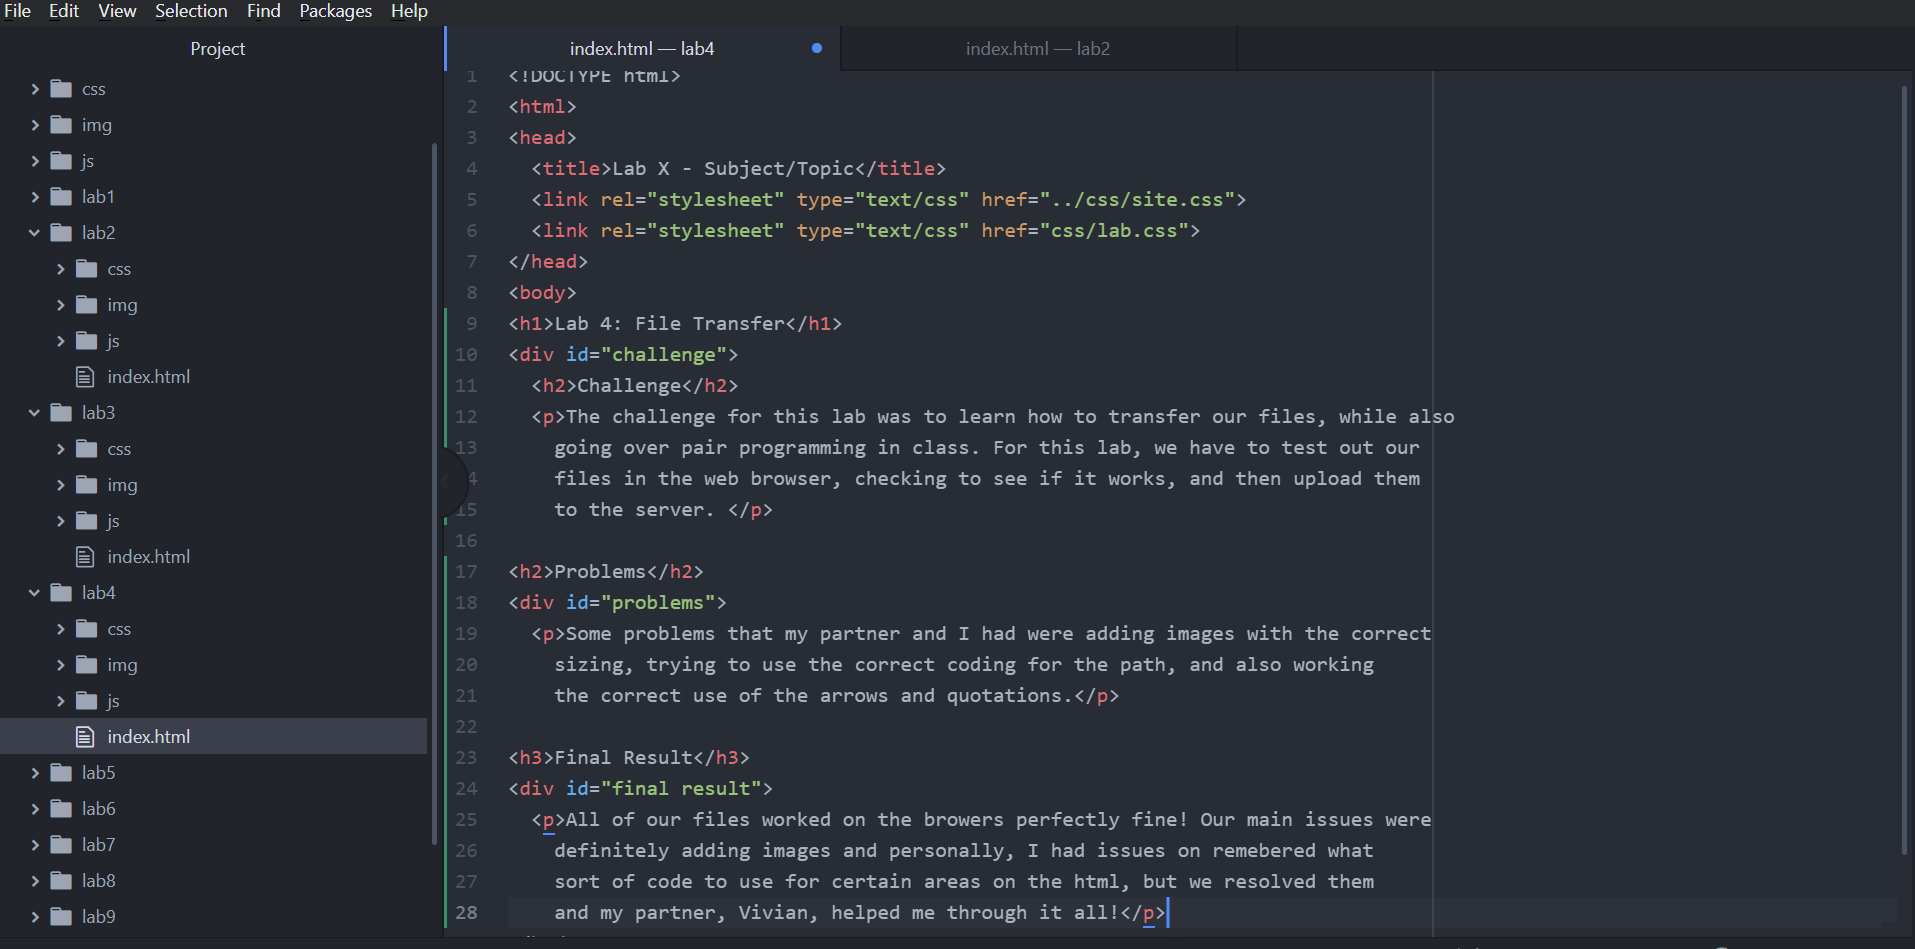 File Edit View Selection Find Packages Help
Project
css
img
js
lab1
lab2
css
img
js
index.html
lab3
css
img
js
index.html
lab4
css
img
js
index.html
lab5
lab6
lab7
lab8
lab9
index.html — lab4
index.html — lab2
1 <!DOCTYPE html>
2 <html>
3 <head>
4 <title>Lab X - Subject/Topic</title>
5 <link rel="stylesheet" type="text/css" href="../css/site.css">
6 <link rel="stylesheet" type="text/css" href="css/lab.css">
7 </head>
8 <body>
9 <h1>Lab 4: File Transfer</h1>
10 <div id="challenge">
11 <h2>Challenge</h2>
12 <p>The challenge for this lab was to learn how to transfer our files, while also
13 going over pair programming in class. For this lab, we have to test out our
4 files in the web browser, checking to see if it works, and then upload them
15 to the server. </p>
16
17 <h2>Problems</h2>
18 <div id="problems">
19 <p>Some problems that my partner and I had were adding images with the correct
20 sizing, trying to use the correct coding for the path, and also working
21 the correct use of the arrows and quotations.</p>
22
23 <h3>Final Result</h3>
24 <div id="final result">
25 <p>All of our files worked on the browers perfectly fine! Our main issues were
26 definitely adding images and personally, I had issues on remebered what
27 sort of code to use for certain areas on the html, but we resolved them
28 and my partner, Vivian, helped me through it all!</p>